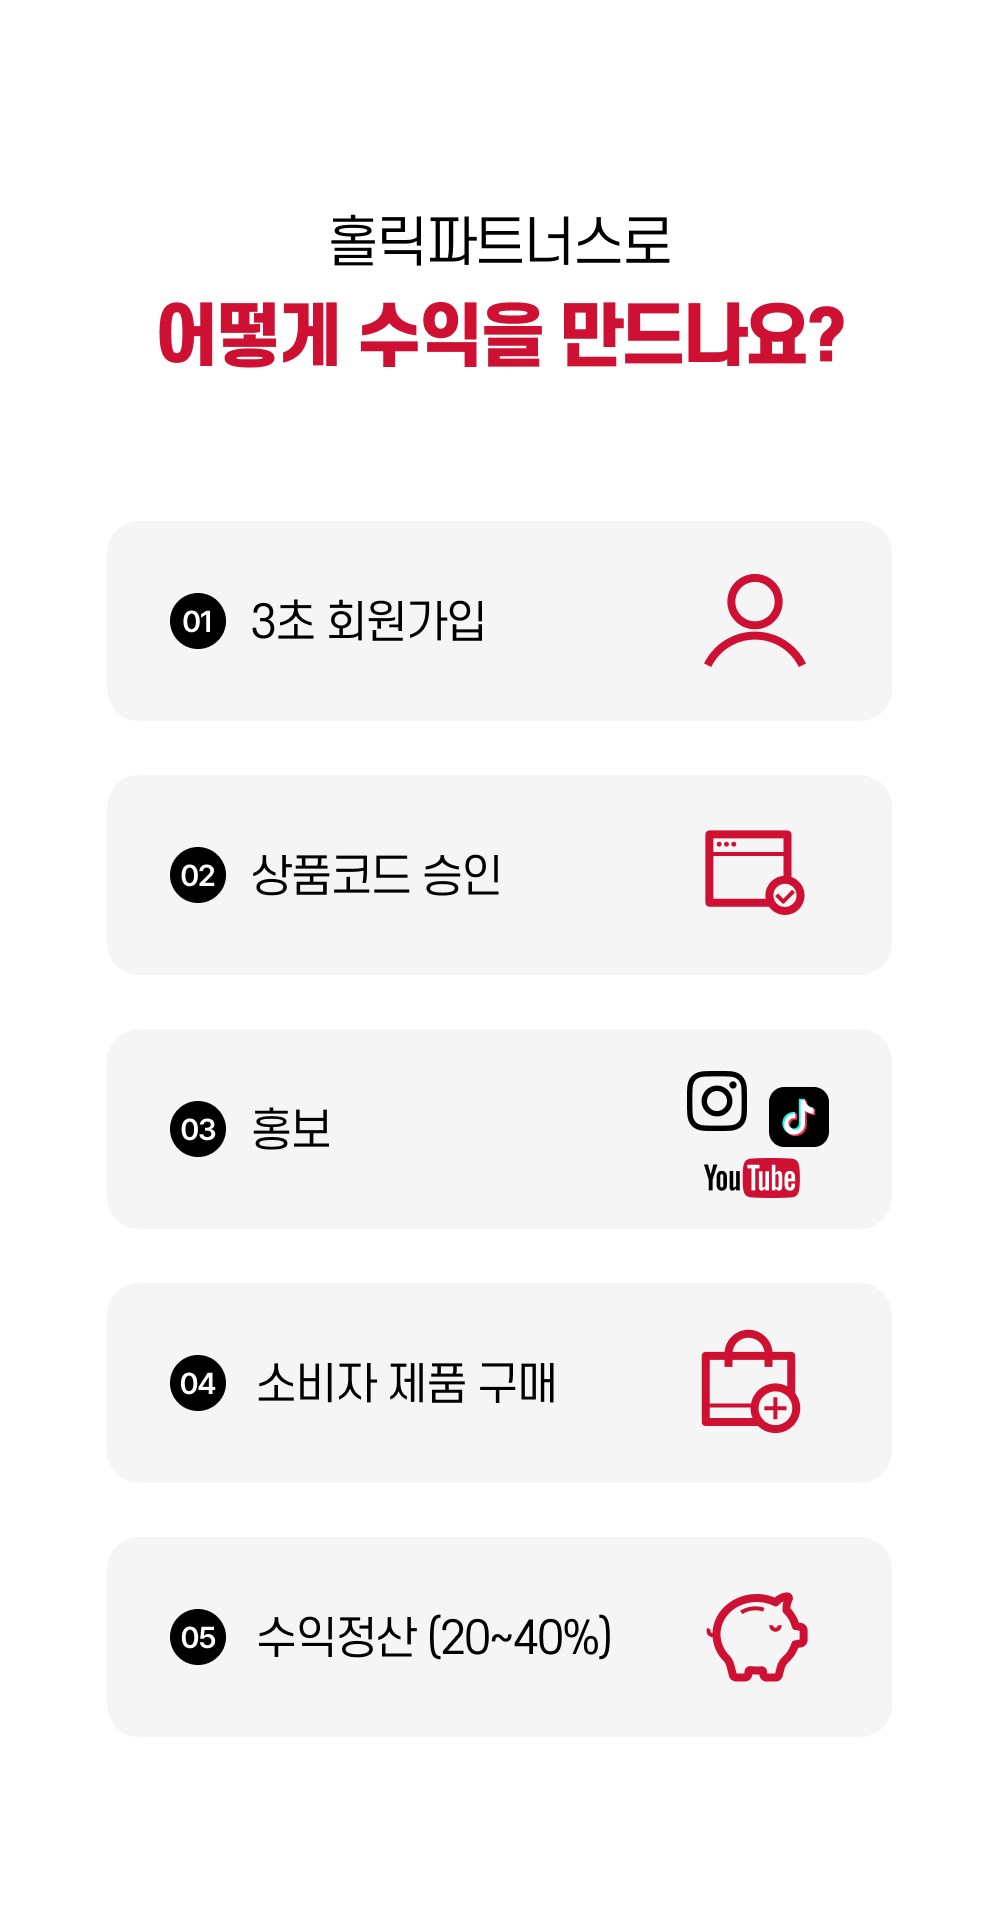 홀릭파트너스로
어떻게 수익을 만드나요?
01 3초 회원가입
02 상품코드 승인
03 홍보
YouTube
04 소비자 제품 구매
05 수익정산 (20~40%)